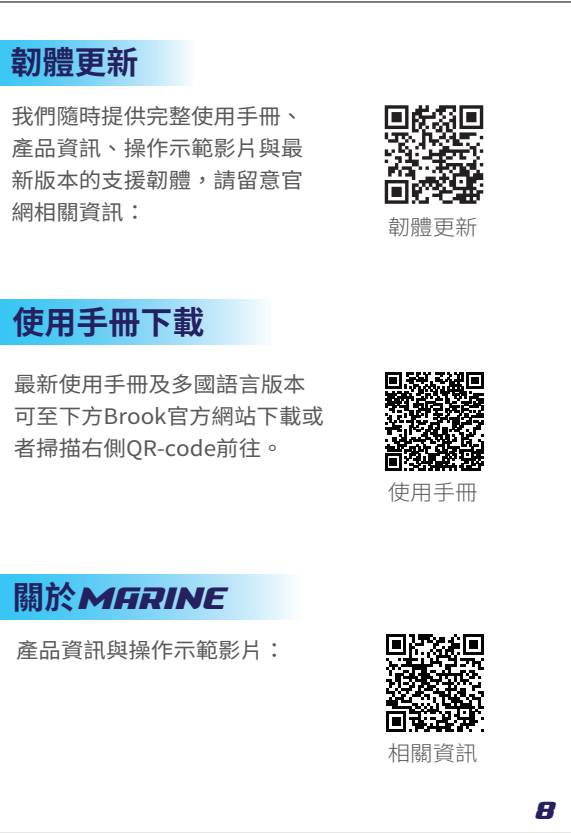 韌體更新
我們隨時提供完整使用手冊、
產品資訊、操作示範影片與最
新版本的支援韌體，請留意官
網相關資訊：
韌體更新
使用手冊下載
最新使用手冊及多國語言版本
可至下方Brook官方網站下載或
者掃描右側QR-code前往。
使用手冊
關於MARINE
產品資訊與操作示範影片：
相關資訊
8